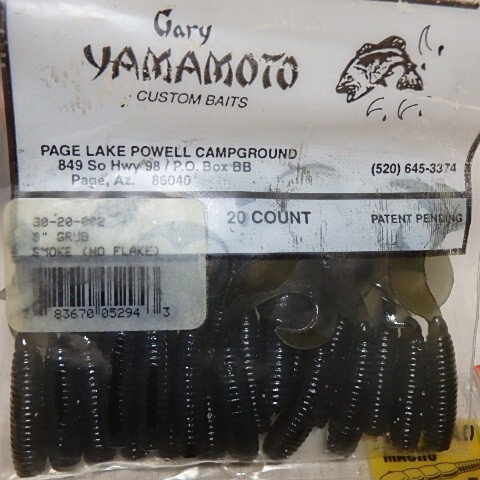 Gary
YAMAMOTO
CUSTOM BAITS
PAGE LAKE POWELL CAMPGROUND
849 So Hwy 98 / P.O. Box BB
Page, Az. 86040
(520) 645-3374
20 COUNT
PATENT PENDING
30-20-002
3" GRUB
SMOKE (NO FLAKE)
7 83670 05294 3